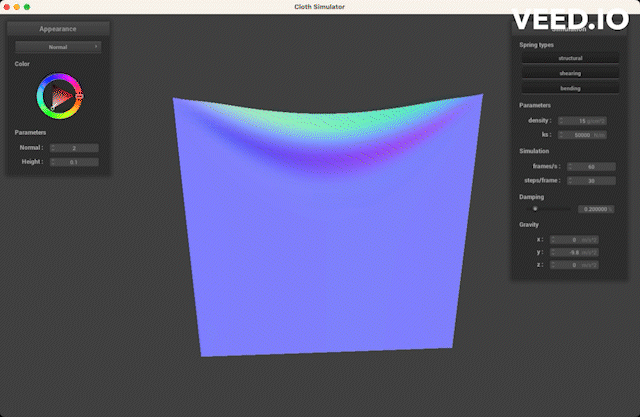 Cloth Simulator
VEED.IO
Appearance
Normal
Color
Parameters
Normal : 2
Height : 0.1
Simulation
Spring types
structural
shearing
bending
Parameters
density : 15 g/cm^2
ks : 50000 N/m
Simulation
frames/s : 60
steps/frame : 30
Damping
0.200000 %
Gravity
x : 0 m/s^2
y : -9.8 m/s^2
z : 0 m/s^2